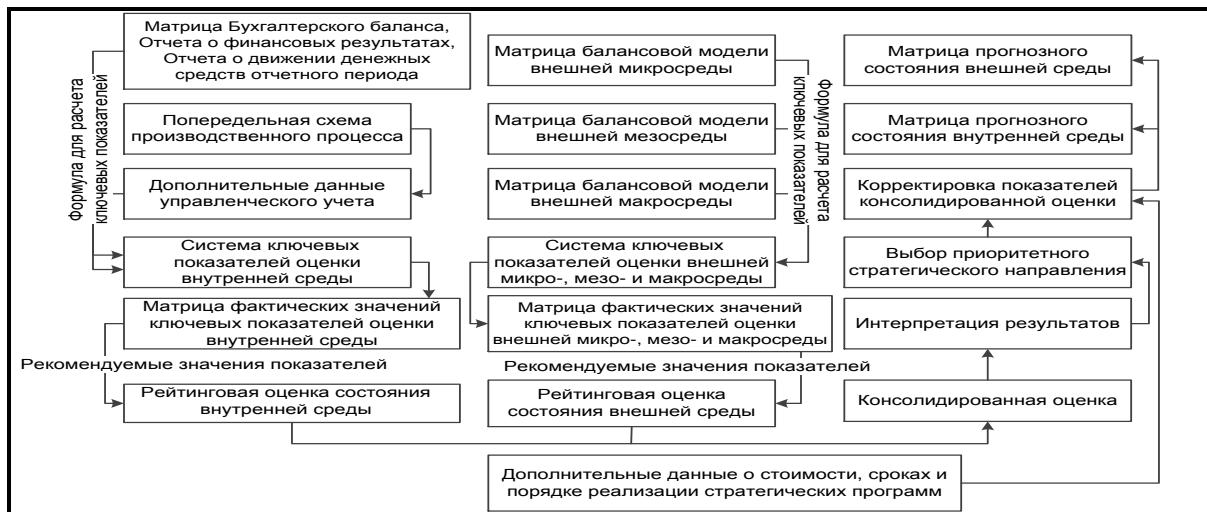 Матрица Бухгалтерского баланса,
Отчета о финансовых результатах,
Отчета о движении денежных
средств отчетного периода
Формула для расчета
ключевых показателей
Попередельная схема
производственного процесса
Дополнительные данные
управленческого учета
Система ключевых
показателей оценки
внутренней среды
Матрица фактических значений
ключевых показателей оценки
внутренней среды
Рекомендуемые значения показателей
Рейтинговая оценка состояния
внутренней среды
Матрица балансовой модели
внешней микросреды
Матрица балансовой модели
внешней мезосреды
Матрица балансовой модели
внешней макросреды
Формула для расчета
ключевых показателей
Система ключевых
показателей оценки внешней
микро-, мезо- и макросреды
Матрица фактических значений
ключевых показателей оценки
внешней микро-, мезо- и макросреды
Рекомендуемые значения показателей
Рейтинговая оценка
состояния внешней среды
Матрица прогнозного
состояния внешней среды
Матрица прогнозного
состояния внутренней среды
Корректировка показателей
консолидированной оценки
Выбор приоритетного
стратегического направления
Интерпретация результатов
Консолидированная оценка
Дополнительные данные о стоимости, сроках и
порядке реализации стратегических программ